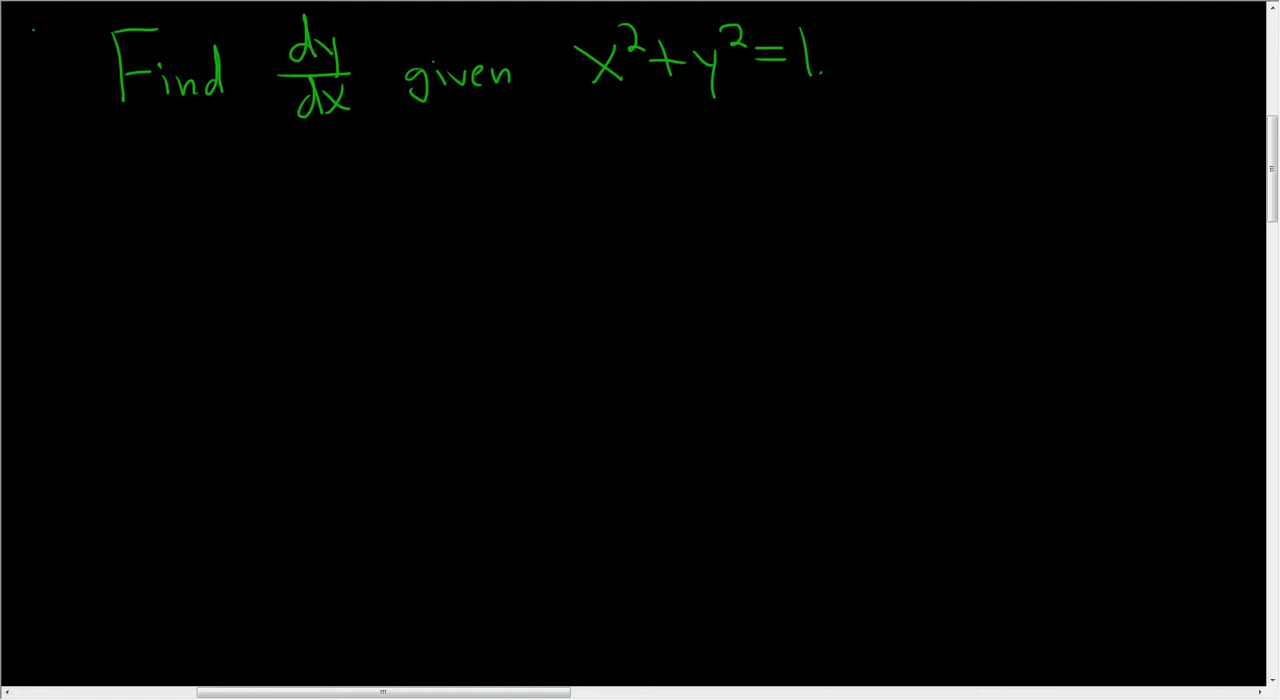 Find dy/dx given x²+y²=1.